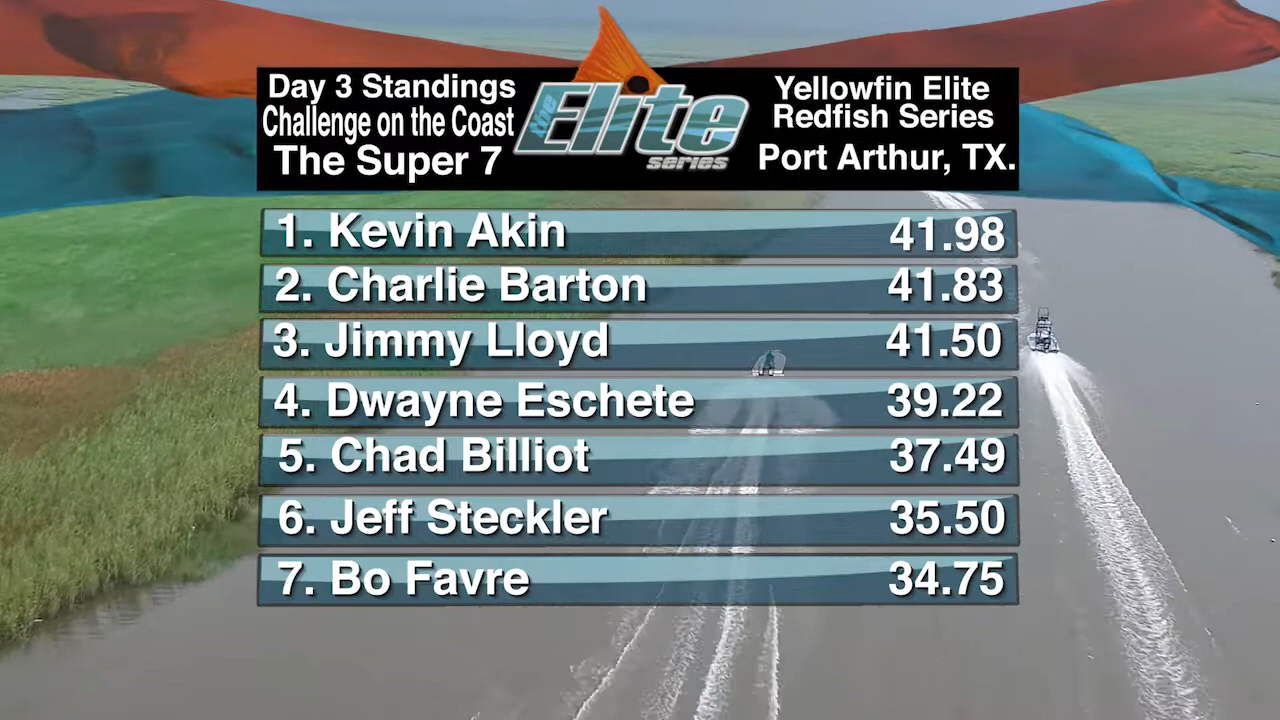 Day 3 Standings
Challenge on the Coast
The Super 7
the Elite
series
Yellowfin Elite
Redfish Series
Port Arthur, TX.
1. Kevin Akin 41.98
2. Charlie Barton 41.83
3. Jimmy Lloyd 41.50
4. Dwayne Eschete 39.22
5. Chad Billiot 37.49
6. Jeff Steckler 35.50
7. Bo Favre 34.75